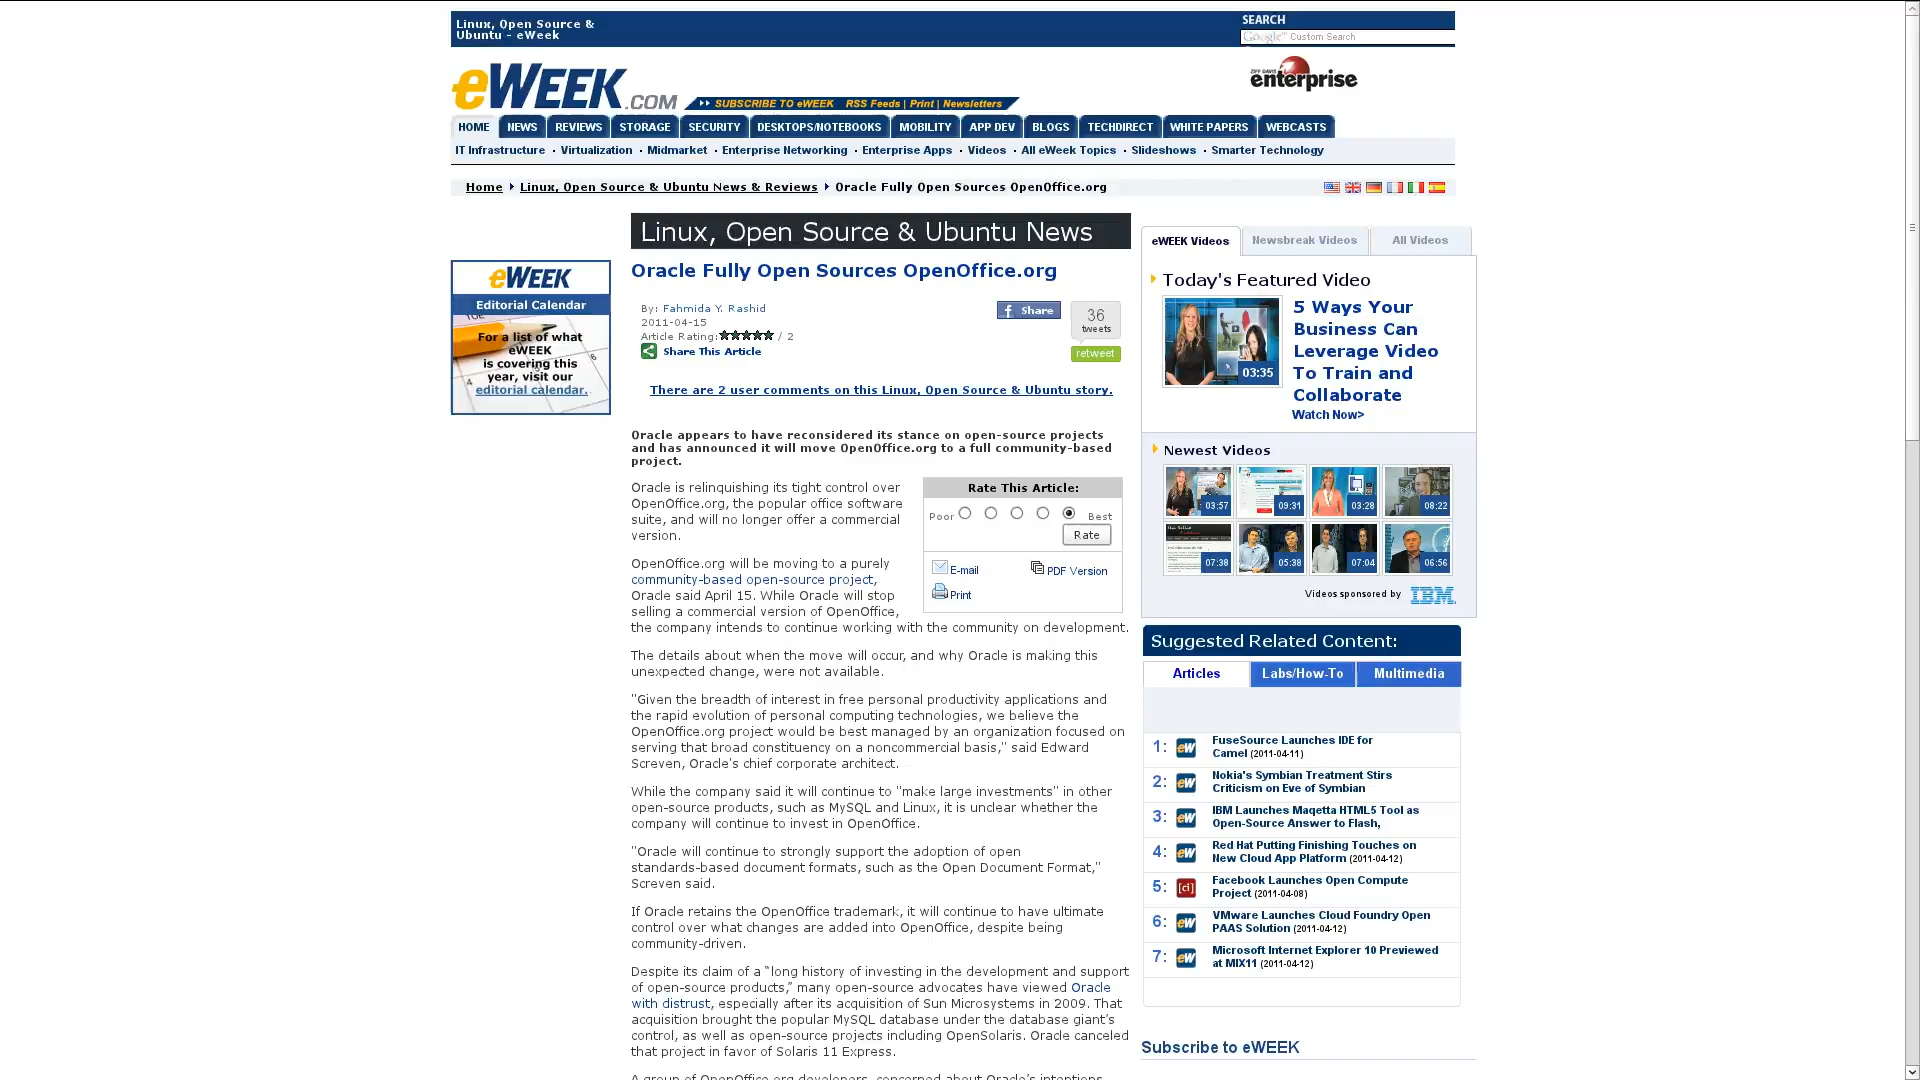 Linux, Open Source &
Ubuntu - eWeek
SEARCH
Google™ Custom Search
eWEEK.COM
SUBSCRIBE TO eWEEK RSS Feeds | Print | Newsletters
ZIFF DAVIS
enterprise
HOME NEWS REVIEWS STORAGE SECURITY DESKTOPS/NOTEBOOKS MOBILITY APP DEV BLOGS TECHDIRECT WHITE PAPERS WEBCASTS
IT Infrastructure · Virtualization · Midmarket · Enterprise Networking · Enterprise Apps · Videos · All eWeek Topics · Slideshows · Smarter Technology
Home Linux, Open Source & Ubuntu News & Reviews Oracle Fully Open Sources OpenOffice.org
eWEEK
Editorial Calendar
For a list of what
eWEEK
is covering this
year, visit our
editorial calendar.
Linux, Open Source & Ubuntu News
Oracle Fully Open Sources OpenOffice.org
By: Fahmida Y. Rashid
2011-04-15
Article Rating: / 2
Share This Article
Share
36
tweets
retweet
There are 2 user comments on this Linux, Open Source & Ubuntu story.
Oracle appears to have reconsidered its stance on open-source projects
and has announced it will move OpenOffice.org to a full community-based
project.
Oracle is relinquishing its tight control over
OpenOffice.org, the popular office software
suite, and will no longer offer a commercial
version.
Rate This Article:
Poor Best
Rate
E-mail PDF Version
Print
OpenOffice.org will be moving to a purely
community-based open-source project,
Oracle said April 15. While Oracle will stop
selling a commercial version of OpenOffice,
the company intends to continue working with the community on development.
The details about when the move will occur, and why Oracle is making this
unexpected change, were not available.
"Given the breadth of interest in free personal productivity applications and
the rapid evolution of personal computing technologies, we believe the
OpenOffice.org project would be best managed by an organization focused on
serving that broad constituency on a noncommercial basis," said Edward
Screven, Oracle's chief corporate architect.
While the company said it will continue to "make large investments" in other
open-source products, such as MySQL and Linux, it is unclear whether the
company will continue to invest in OpenOffice.
"Oracle will continue to strongly support the adoption of open
standards-based document formats, such as the Open Document Format,"
Screven said.
If Oracle retains the OpenOffice trademark, it will continue to have ultimate
control over what changes are added into OpenOffice, despite being
community-driven.
Despite its claim of a “long history of investing in the development and support
of open-source products,” many open-source advocates have viewed Oracle
with distrust, especially after its acquisition of Sun Microsystems in 2009. That
acquisition brought the popular MySQL database under the database giant’s
control, as well as open-source projects including OpenSolaris. Oracle canceled
that project in favor of Solaris 11 Express.
A group of OpenOffice.org developers, concerned about Oracle’s intentions
eWEEK Videos Newsbreak Videos All Videos
Today's Featured Video
03:35
5 Ways Your
Business Can
Leverage Video
To Train and
Collaborate
Watch Now>
Newest Videos
03:57 09:31 03:28 08:22
07:38 05:38 07:04 06:56
Videos sponsored by IBM
Suggested Related Content:
Articles Labs/How-To Multimedia
1: eW FuseSource Launches IDE for
Camel (2011-04-11)
2: eW Nokia's Symbian Treatment Stirs
Criticism on Eve of Symbian
3: eW IBM Launches Maqetta HTML5 Tool as
Open-Source Answer to Flash,
4: eW Red Hat Putting Finishing Touches on
New Cloud App Platform (2011-04-12)
5: [ci] Facebook Launches Open Compute
Project (2011-04-08)
6: eW VMware Launches Cloud Foundry Open
PAAS Solution (2011-04-12)
7: eW Microsoft Internet Explorer 10 Previewed
at MIX11 (2011-04-12)
Subscribe to eWEEK